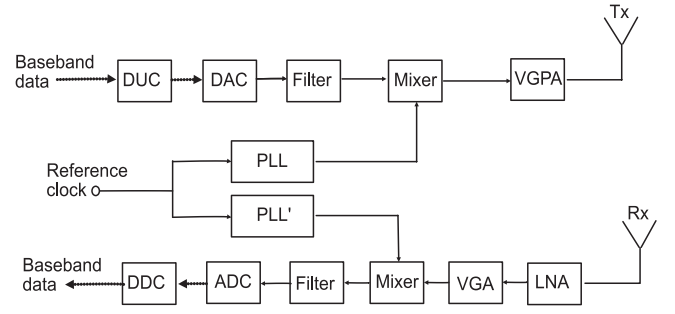 Tx
Baseband
data
DUC
DAC
Filter
Mixer
VGPA
Reference
clock
PLL
PLL'
Rx
Baseband
data
DDC
ADC
Filter
Mixer
VGA
LNA